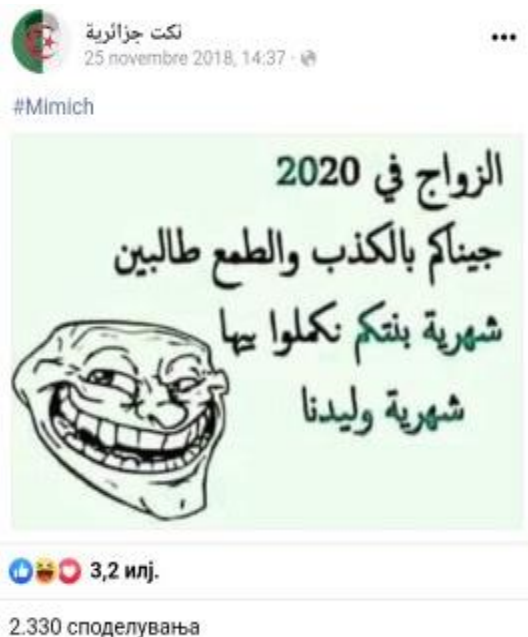 نكت جزائرية
25 novembre 2018, 14:37
#Mimich
الزواج في 2020
جيناكم بالكذب والطمع طالبين
شهرية بنتكم نكملوا بيها
شهرية وليدنا
3,2 илј.
2.330 споделувања